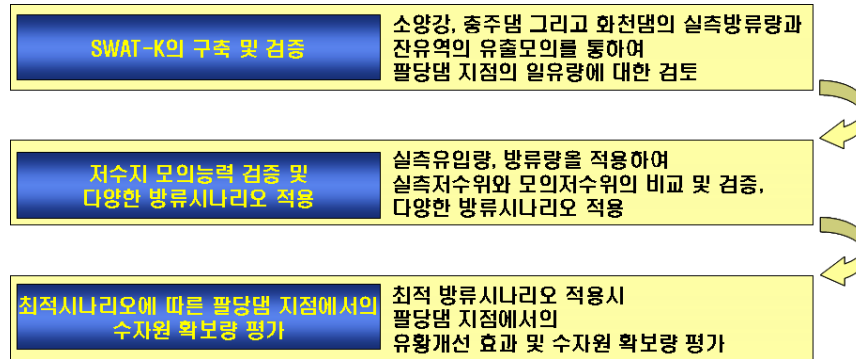 SWAT-K의 구축 및 검증
소양강, 충주댐 그리고 화천댐의 실측방류량과
잔유역의 유출모의를 통하여
팔당댐 지점의 일유량에 대한 검토
저수지 모의능력 검증 및
다양한 방류시나리오 적용
실측유입량, 방류량을 적용하여
실측저수위와 모의저수위의 비교 및 검증,
다양한 방류시나리오 적용
최적시나리오에 따른 팔당댐 지점에서의
수자원 확보량 평가
최적 방류시나리오 적용시
팔당댐 지점에서의
유황개선 효과 및 수자원 확보량 평가